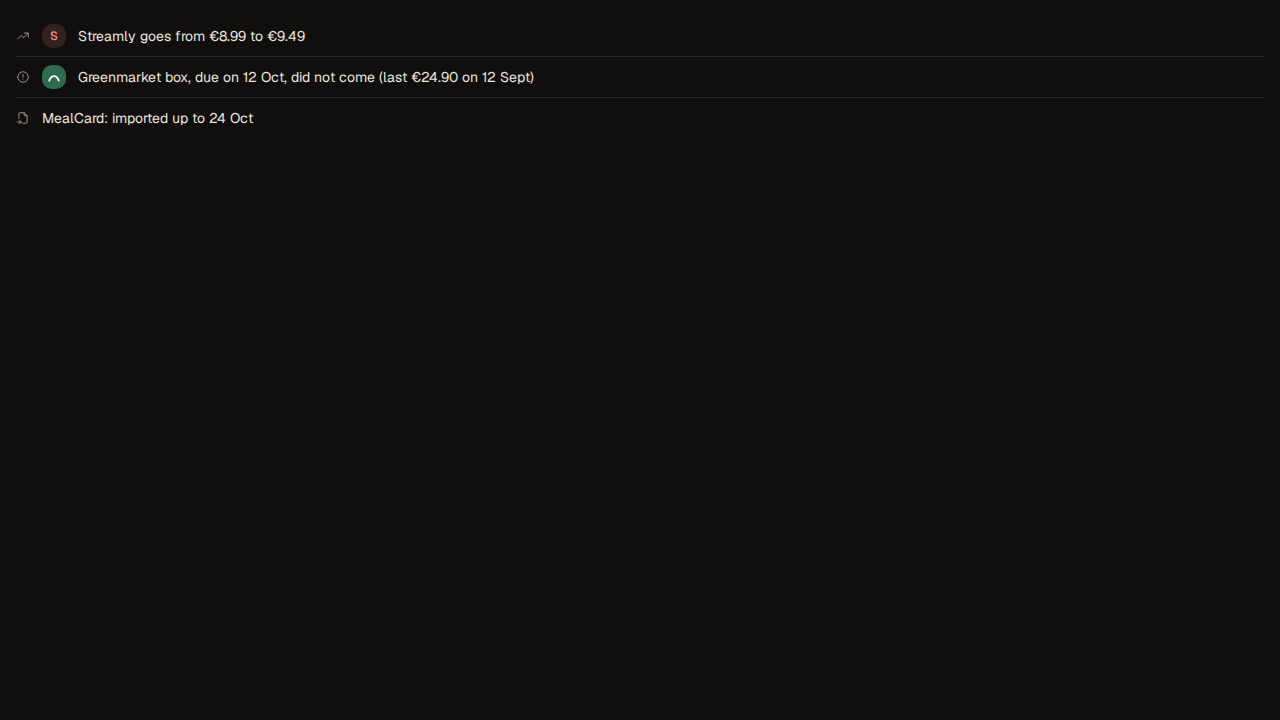 S Streamly goes from €8.99 to €9.49
Greenmarket box, due on 12 Oct, did not come (last €24.90 on 12 Sept)
MealCard: imported up to 24 Oct